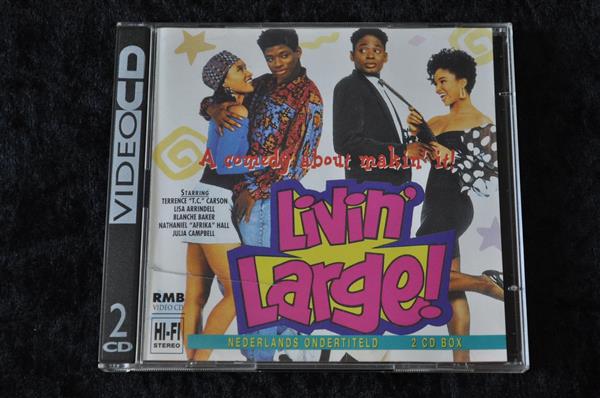 VIDEO CD
2
CD
A comedy about makin' it!
STARRING
TERRENCE "T.C." CARSON
LISA ARRINDELL
BLANCHE BAKER
NATHANIEL "AFRIKA" HALL
JULIA CAMPBELL
Livin'
Large!
RMB
VIDEO CD
HI-FI
STEREO
NEDERLANDS ONDERTITELD 2 CD BOX